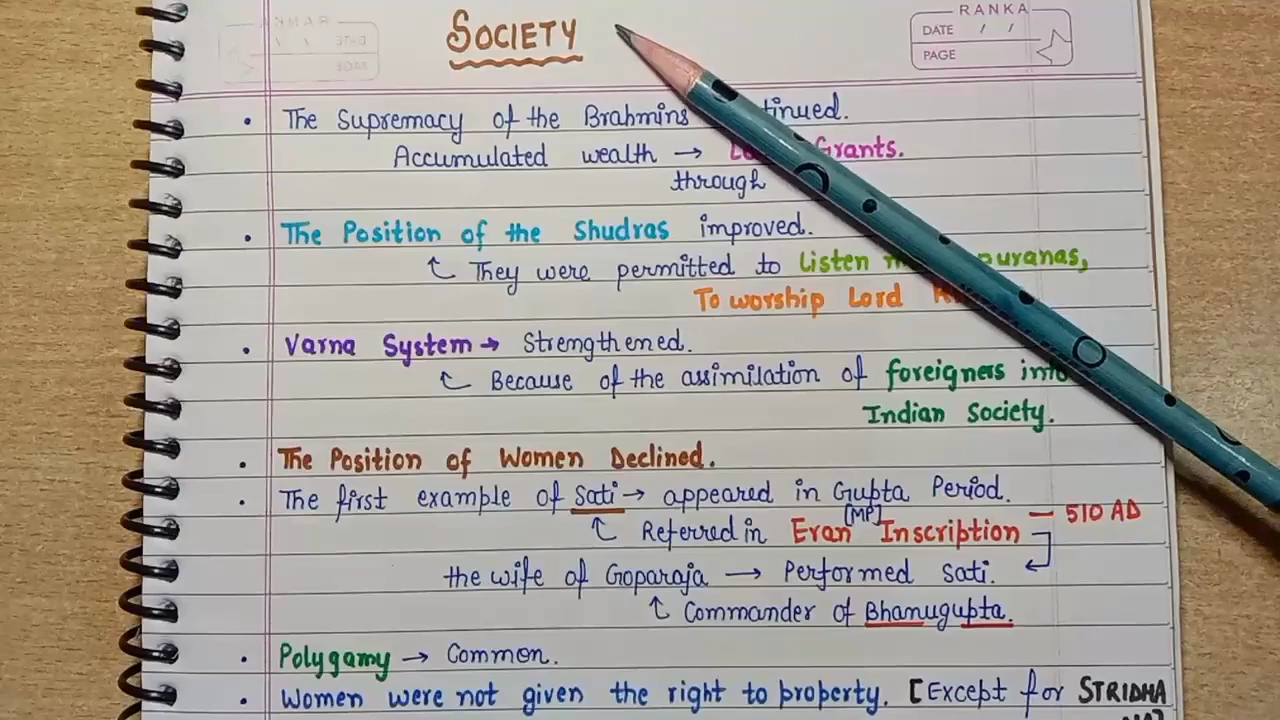 SOCIETY
RANKA
DATE / /
PAGE
• The Supremacy of the Brahmins tinued.
Accumulated wealth → Grants.
through
• The Position of the Shudras improved.
They were permitted to Listen puranas,
To worship Lord
• Varna System → Strengthened.
Because of the assimilation of foreigners into
Indian Society.
• The Position of Women Declined.
• The first example of Sati → appeared in Gupta Period.
[MP]
Referred in Eran Inscription — 510 AD
the wife of Goparaja → Performed sati.
Commander of Bhanugupta.
• Polygamy → Common.
• Women were not given the right to property. [Except for STRIDHA